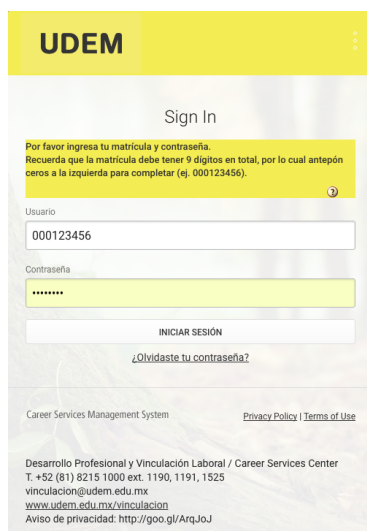 UDEM
Sign In
Por favor ingresa tu matrícula y contraseña.
Recuerda que la matrícula debe tener 9 dígitos en total, por lo cual antepón
ceros a la izquierda para completar (ej. 000123456).
Usuario
000123456
Contraseña
••••••••
INICIAR SESIÓN
¿Olvidaste tu contraseña?
Career Services Management System
Privacy Policy | Terms of Use
Desarrollo Profesional y Vinculación Laboral / Career Services Center
T. +52 (81) 8215 1000 ext. 1190, 1191, 1525
vinculacion@udem.edu.mx
www.udem.edu.mx/vinculacion
Aviso de privacidad: http://goo.gl/ArqJoJ